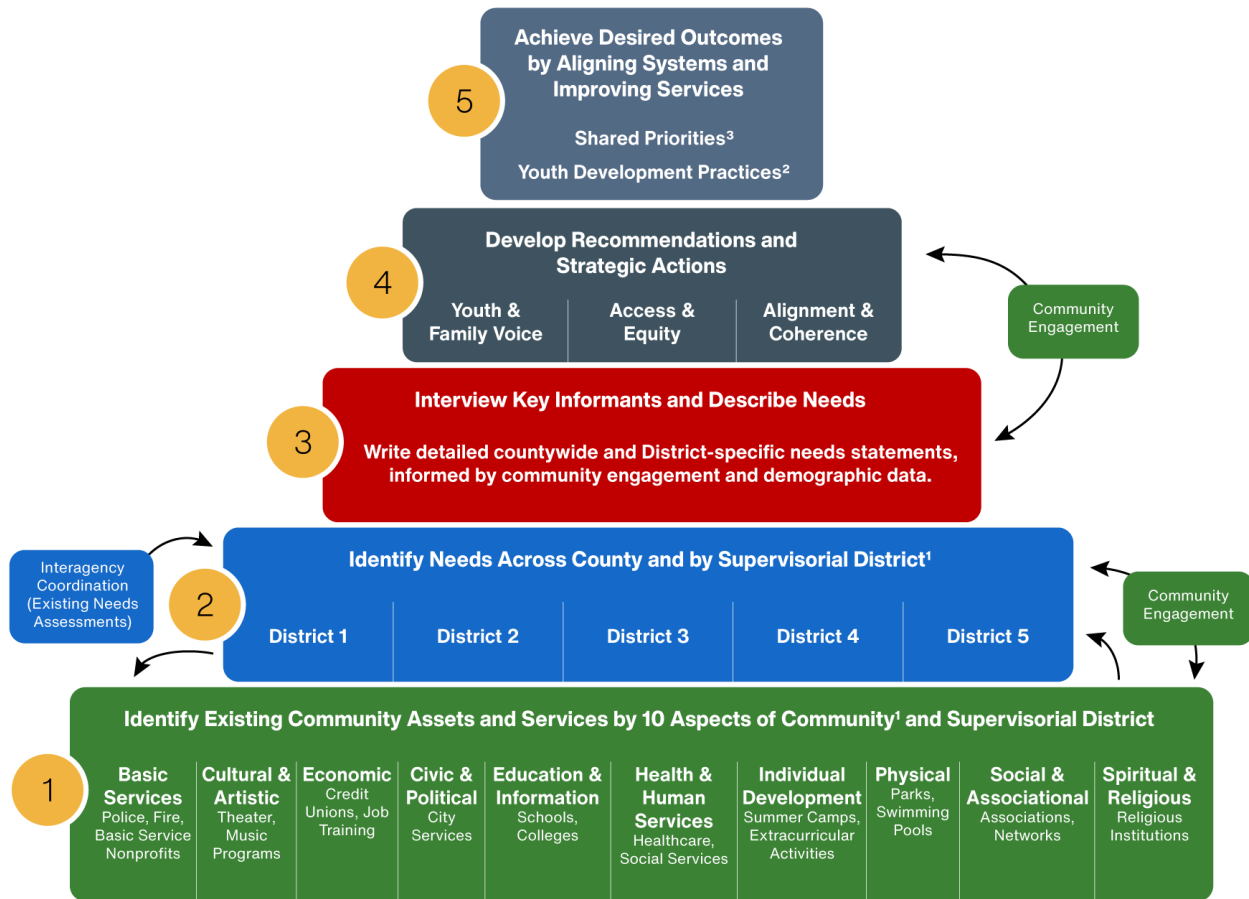 Achieve Desired Outcomes
by Aligning Systems and
Improving Services
5
Shared Priorities³
Youth Development Practices²
Develop Recommendations and
Strategic Actions
4
Youth &
Family Voice
Access &
Equity
Alignment &
Coherence
Community
Engagement
Interview Key Informants and Describe Needs
3
Write detailed countywide and District-specific needs statements,
informed by community engagement and demographic data.
Interagency
Coordination
(Existing Needs
Assessments)
2
Identify Needs Across County and by Supervisorial District¹
District 1
District 2
District 3
District 4
District 5
Community
Engagement
Identify Existing Community Assets and Services by 10 Aspects of Community¹ and Supervisorial District
1
Basic
Services
Police, Fire,
Basic Service
Nonprofits
Cultural &
Artistic
Theater,
Music
Programs
Economic
Credit
Unions, Job
Training
Civic &
Political
City
Services
Education &
Information
Schools,
Colleges
Health &
Human
Services
Healthcare,
Social Services
Individual
Development
Summer Camps,
Extracurricular
Activities
Physical
Parks,
Swimming
Pools
Social &
Associational
Associations,
Networks
Spiritual &
Religious
Religious
Institutions